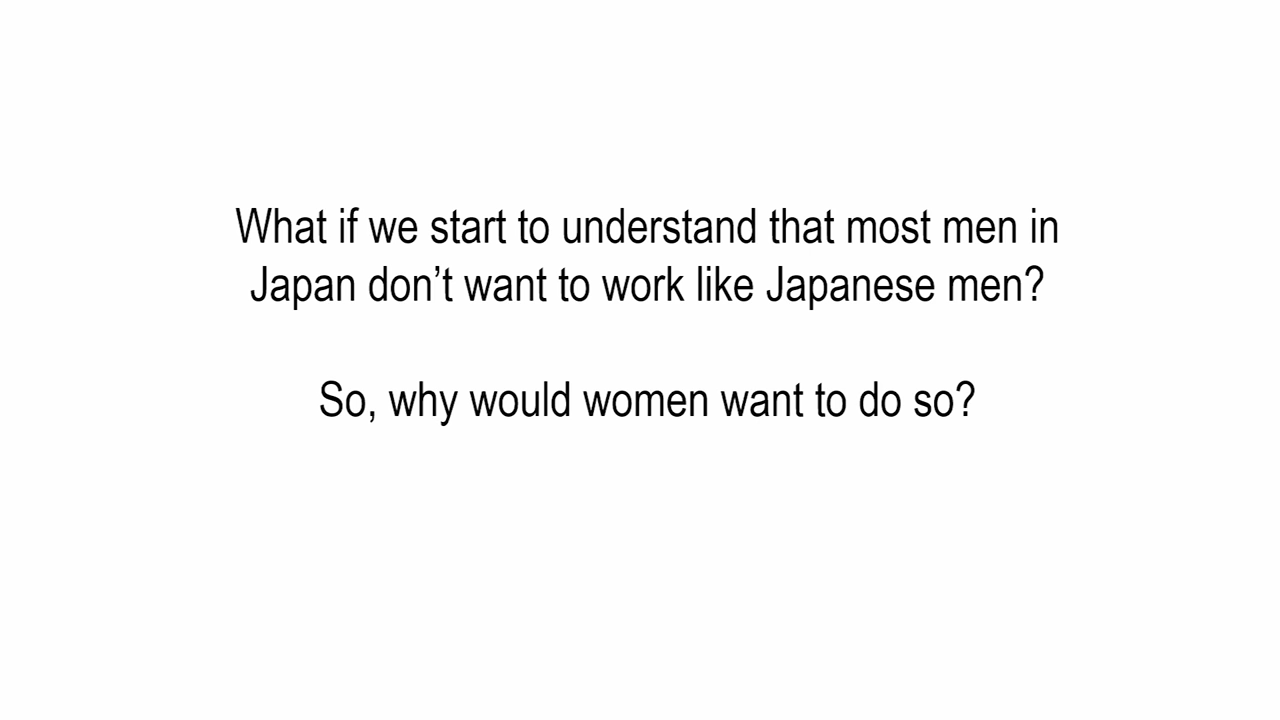 What if we start to understand that most men in
Japan don’t want to work like Japanese men?
So, why would women want to do so?